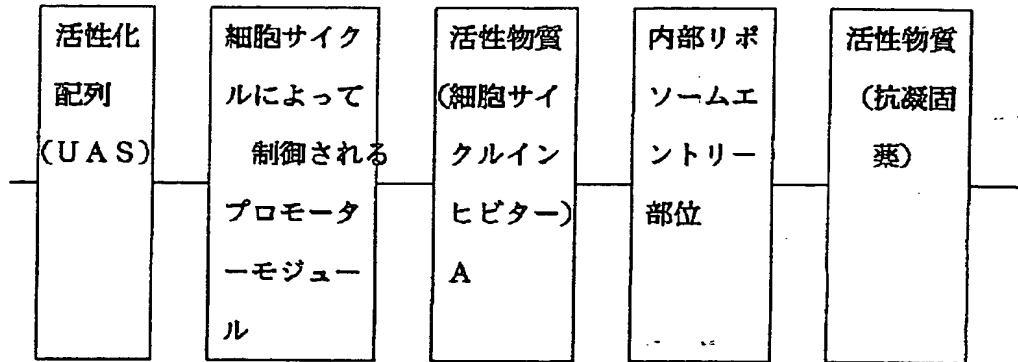 活性化
配列
(UAS)
細胞サイク
ルによって
制御される
プロモータ
ーモジュー
ル
活性物質
(細胞サイ
クルイン
ヒビター)
A
内部リポ
ソームエ
ントリー
部位
活性物質
(抗凝固
薬)